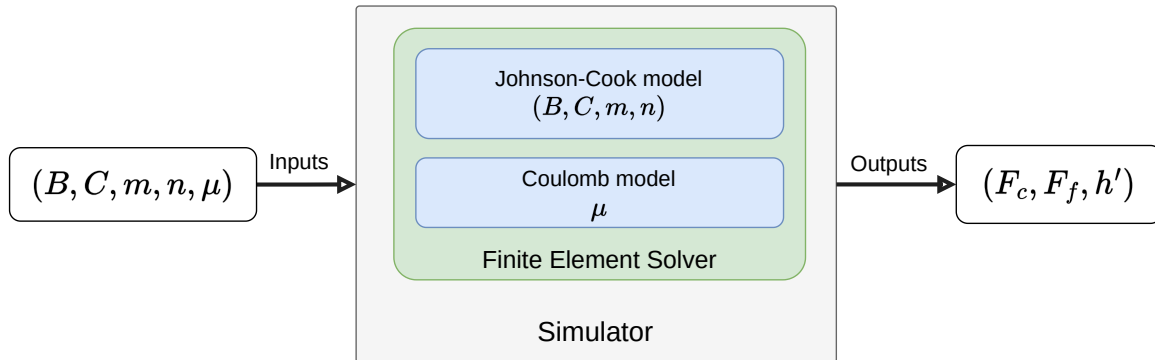 (B, C, m, n, μ)
Inputs
Johnson-Cook model
(B, C, m, n)
Coulomb model
μ
Finite Element Solver
Simulator
Outputs
(F_c, F_f, h′)